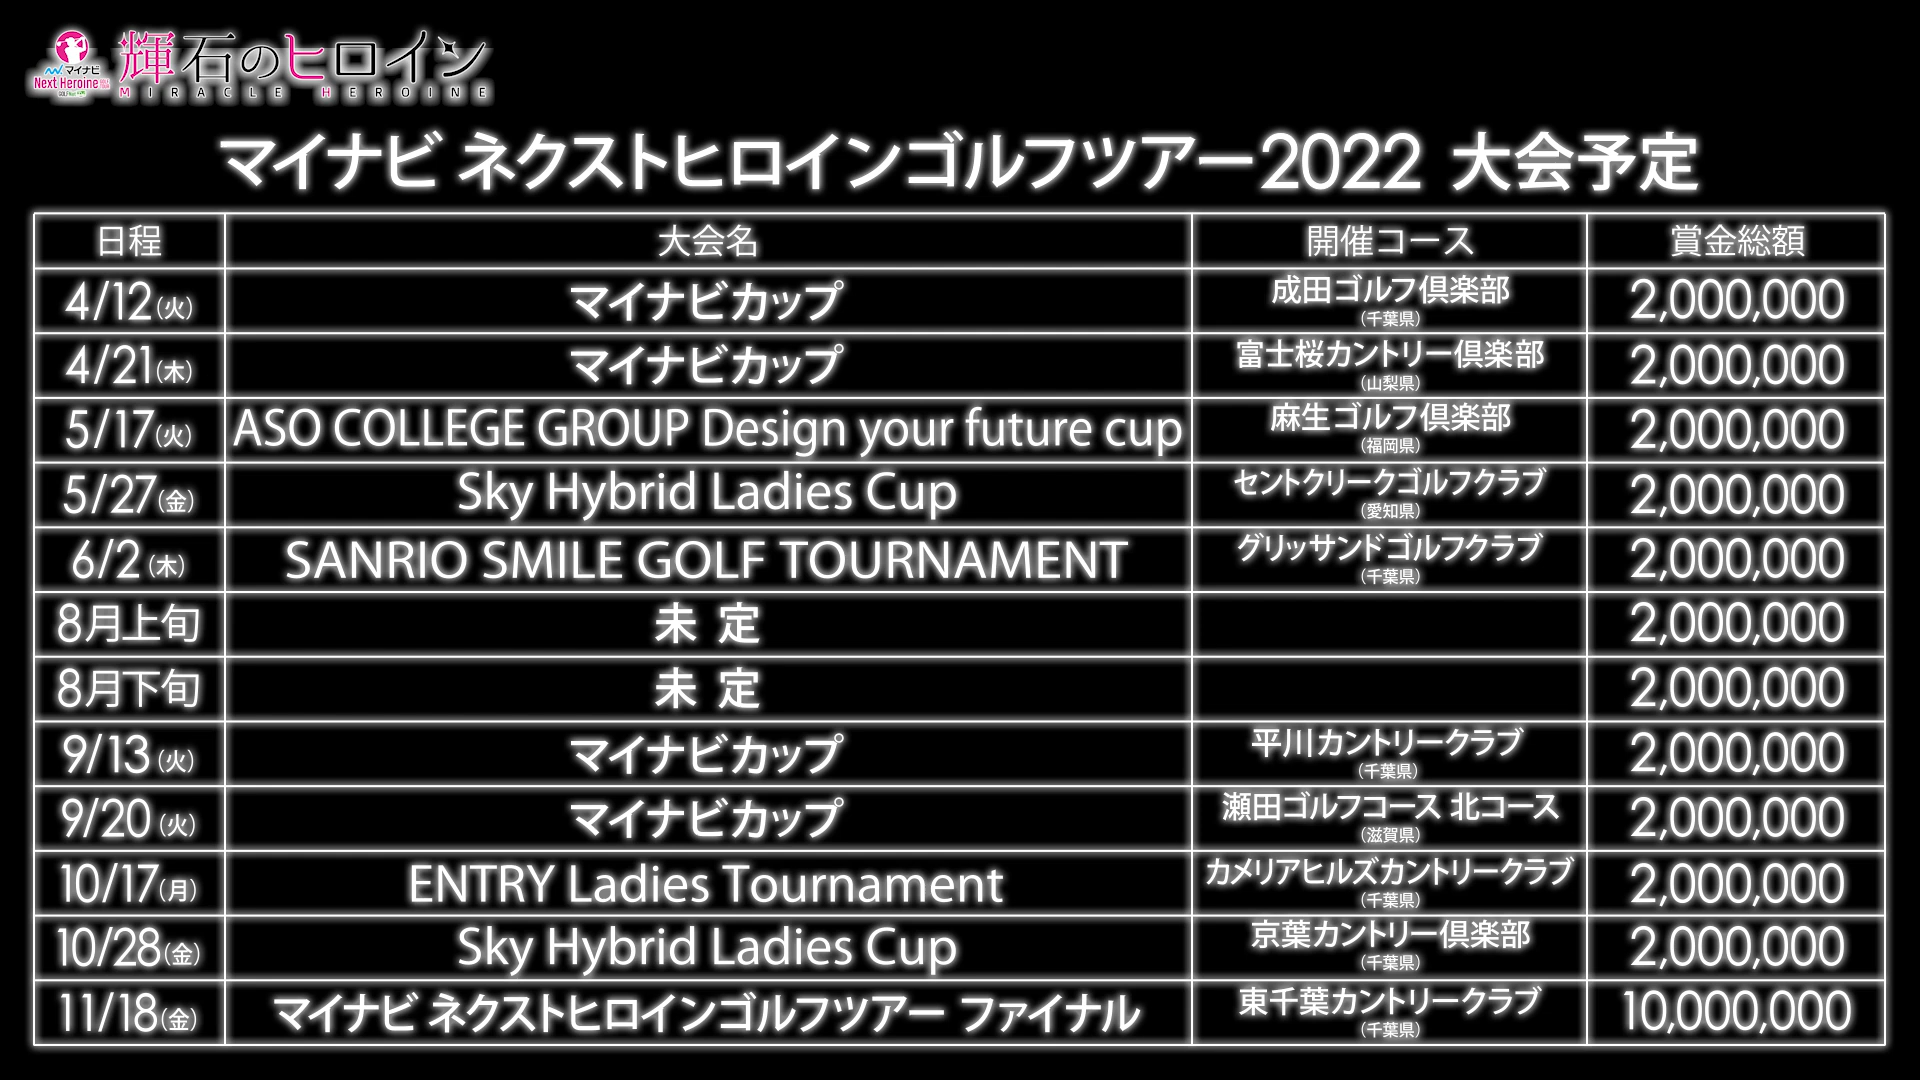 マイナビ
Next Heroine
輝石のヒロイン
MIRACLE HEROINE
マイナビ ネクストヒロインゴルフツアー2022 大会予定
日程 大会名 開催コース 賞金総額
4/12(火) マイナビカップ 成田ゴルフ倶楽部 (千葉県) 2,000,000
4/21(木) マイナビカップ 富士桜カントリー倶楽部 (山梨県) 2,000,000
5/17(火) ASO COLLEGE GROUP Design your future cup 麻生ゴルフ倶楽部 (福岡県) 2,000,000
5/27(金) Sky Hybrid Ladies Cup セントクリークゴルフクラブ (愛知県) 2,000,000
6/2(木) SANRIO SMILE GOLF TOURNAMENT グリッサンドゴルフクラブ (千葉県) 2,000,000
8月上旬 未定 2,000,000
8月下旬 未定 2,000,000
9/13(火) マイナビカップ 平川カントリークラブ (千葉県) 2,000,000
9/20(火) マイナビカップ 瀬田ゴルフコース 北コース (滋賀県) 2,000,000
10/17(月) ENTRY Ladies Tournament カメリアヒルズカントリークラブ (千葉県) 2,000,000
10/28(金) Sky Hybrid Ladies Cup 京葉カントリー倶楽部 (千葉県) 2,000,000
11/18(金) マイナビ ネクストヒロインゴルフツアー ファイナル 東千葉カントリークラブ (千葉県) 10,000,000